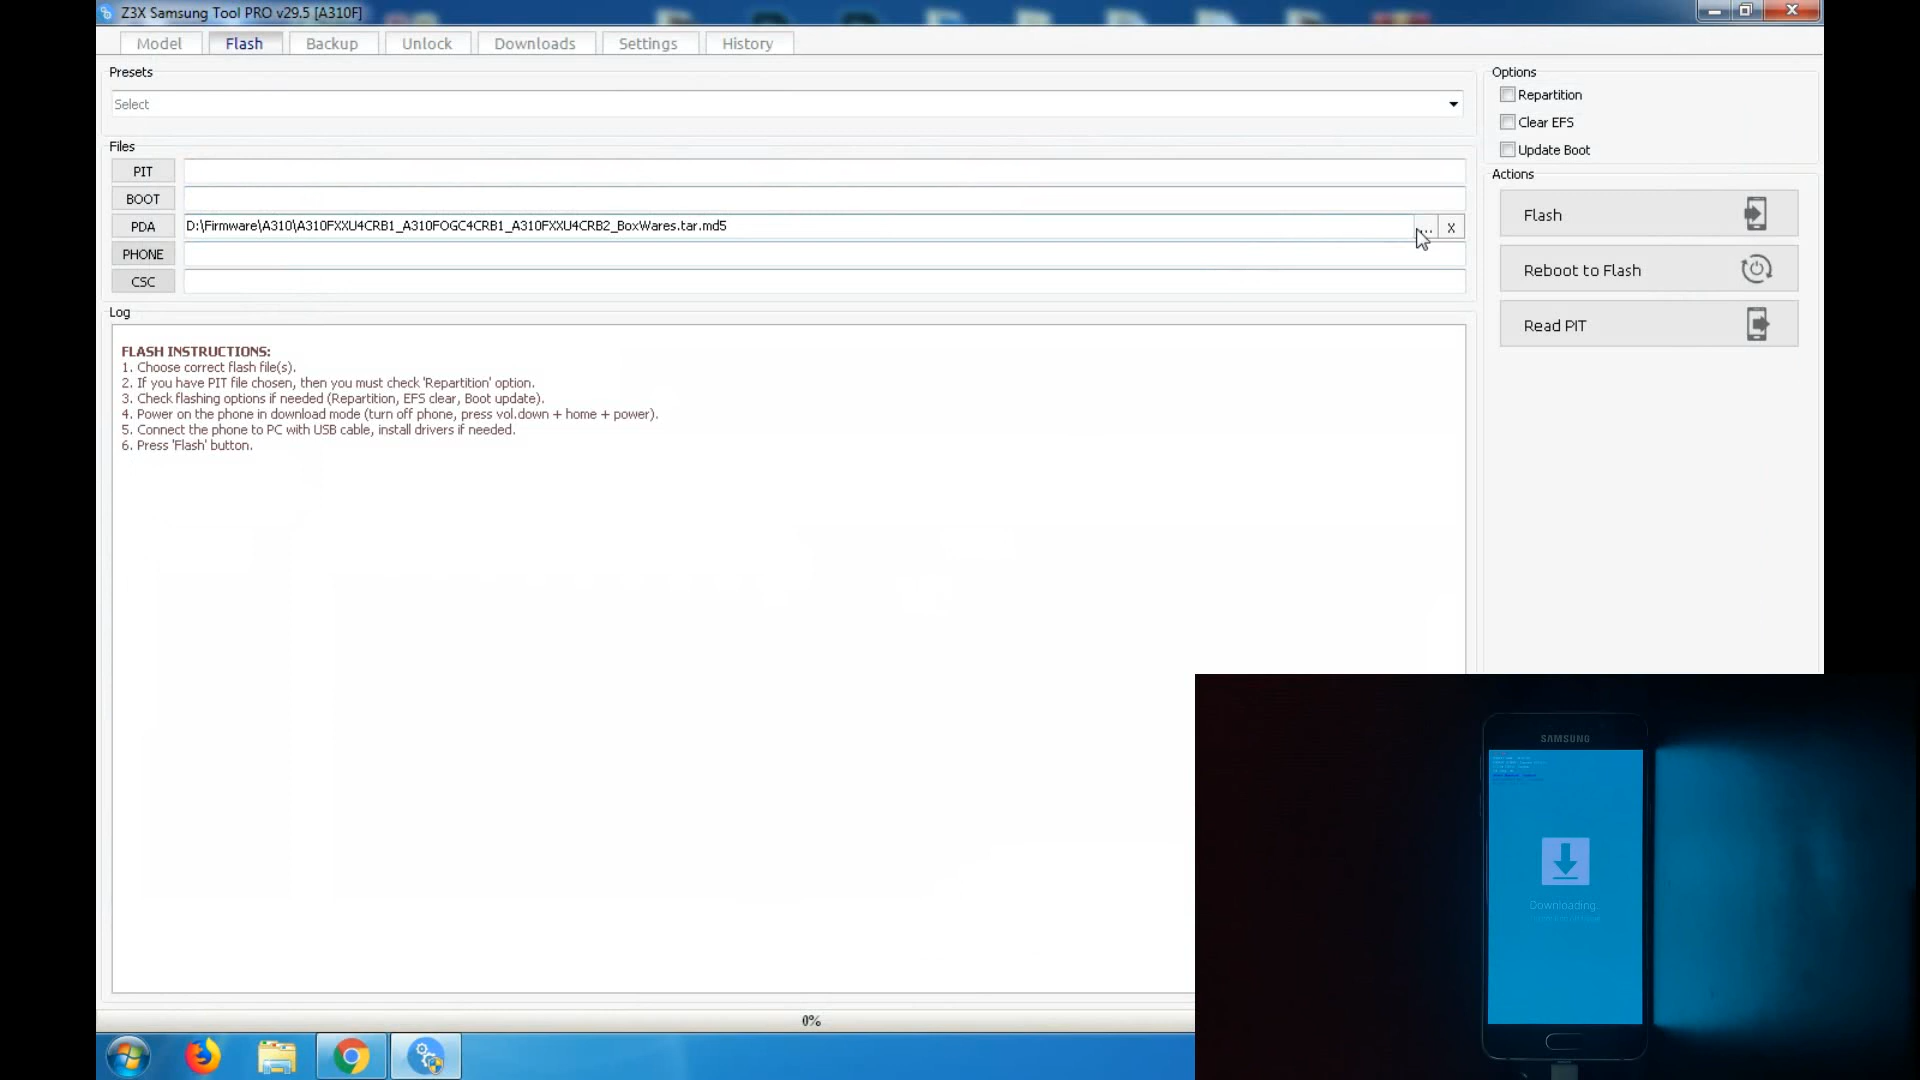 Z3X Samsung Tool PRO v29.5 [A310F]
Model Flash Backup Unlock Downloads Settings History
Presets
Select
Files
PIT
BOOT
PDA D:\Firmware\A310\A310FXXU4CRB1_A310FOGC4CRB1_A310FXXU4CRB2_BoxWares.tar.md5 ... X
PHONE
CSC
Options
Repartition
Clear EFS
Update Boot
Actions
Flash
Reboot to Flash
Read PIT
Log
FLASH INSTRUCTIONS:
1. Choose correct flash file(s).
2. If you have PIT file chosen, then you must check 'Repartition' option.
3. Check flashing options if needed (Repartition, EFS clear, Boot update).
4. Power on the phone in download mode (turn off phone, press vol.down + home + power).
5. Connect the phone to PC with USB cable, install drivers if needed.
6. Press 'Flash' button.
0%
SAMSUNG
Downloading...